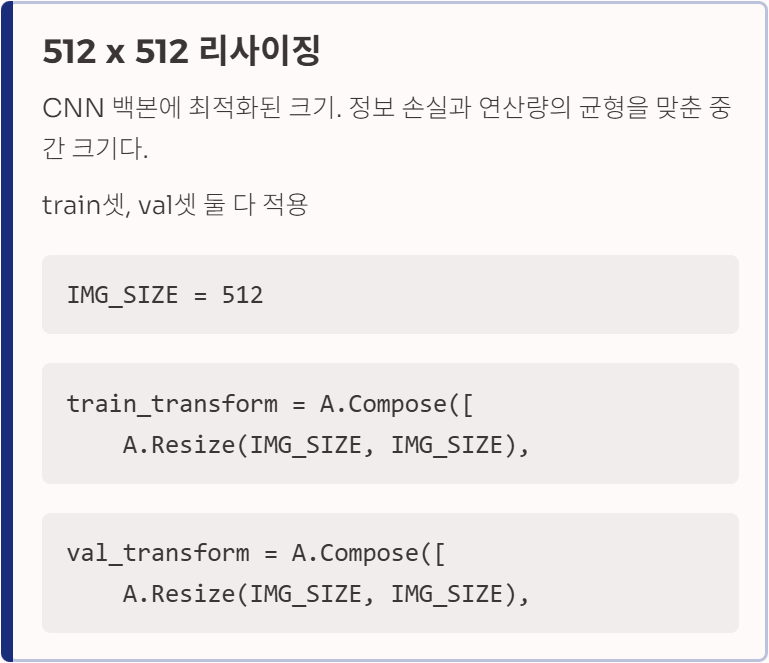 512 x 512 리사이징
CNN 백본에 최적화된 크기. 정보 손실과 연산량의 균형을 맞춘 중
간 크기다.
train셋, val셋 둘 다 적용
IMG_SIZE = 512
train_transform = A.Compose([
    A.Resize(IMG_SIZE, IMG_SIZE),
val_transform = A.Compose([
    A.Resize(IMG_SIZE, IMG_SIZE),